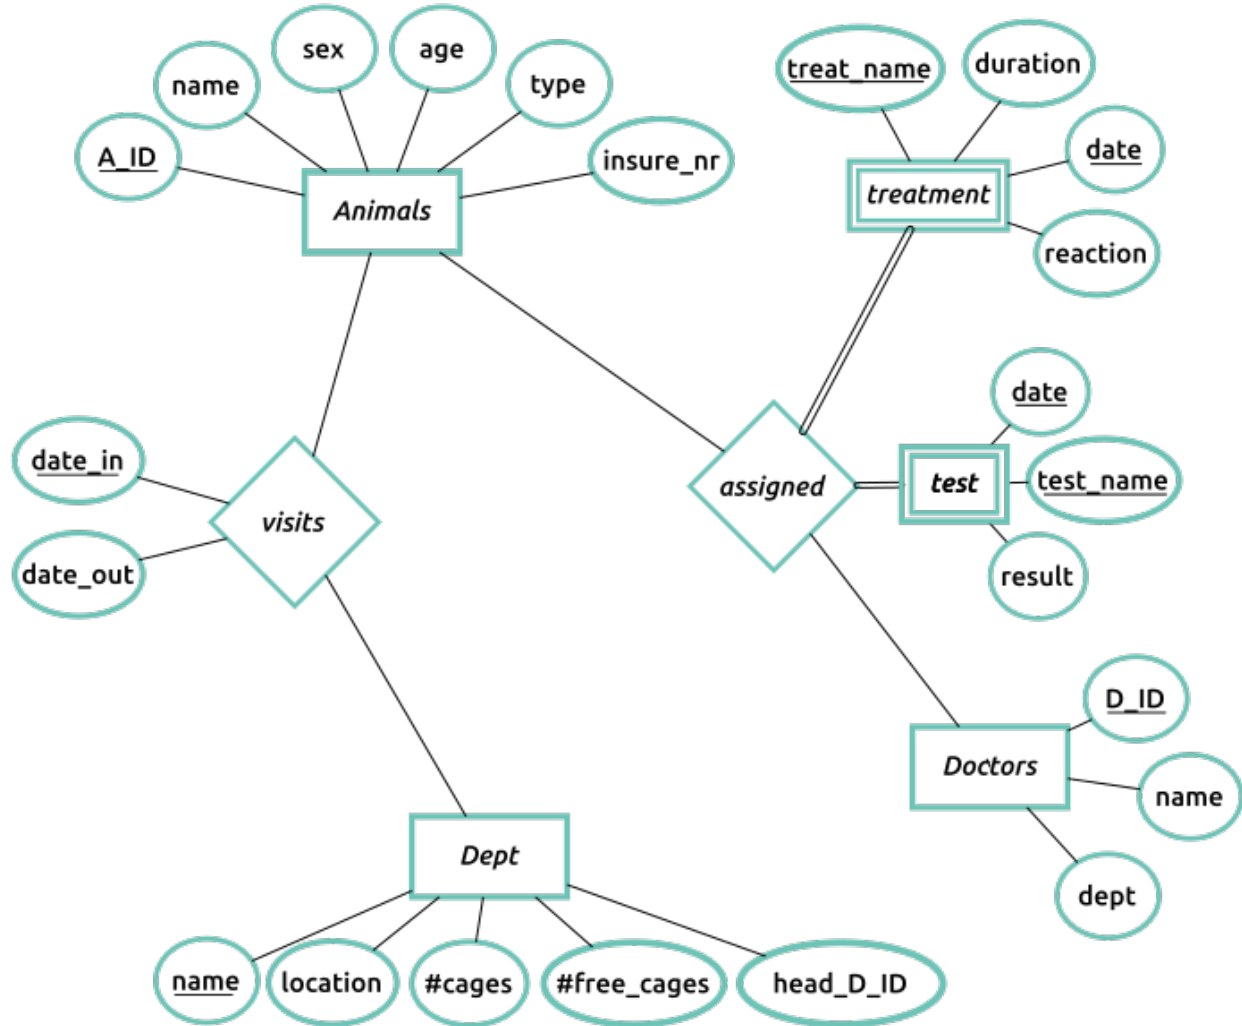 sex
age
name
type
A_ID
insure_nr
Animals
treat_name
duration
date
treatment
reaction
date
test_name
test
result
assigned
date_in
visits
date_out
D_ID
Doctors
name
dept
Dept
name
location
#cages
#free_cages
head_D_ID